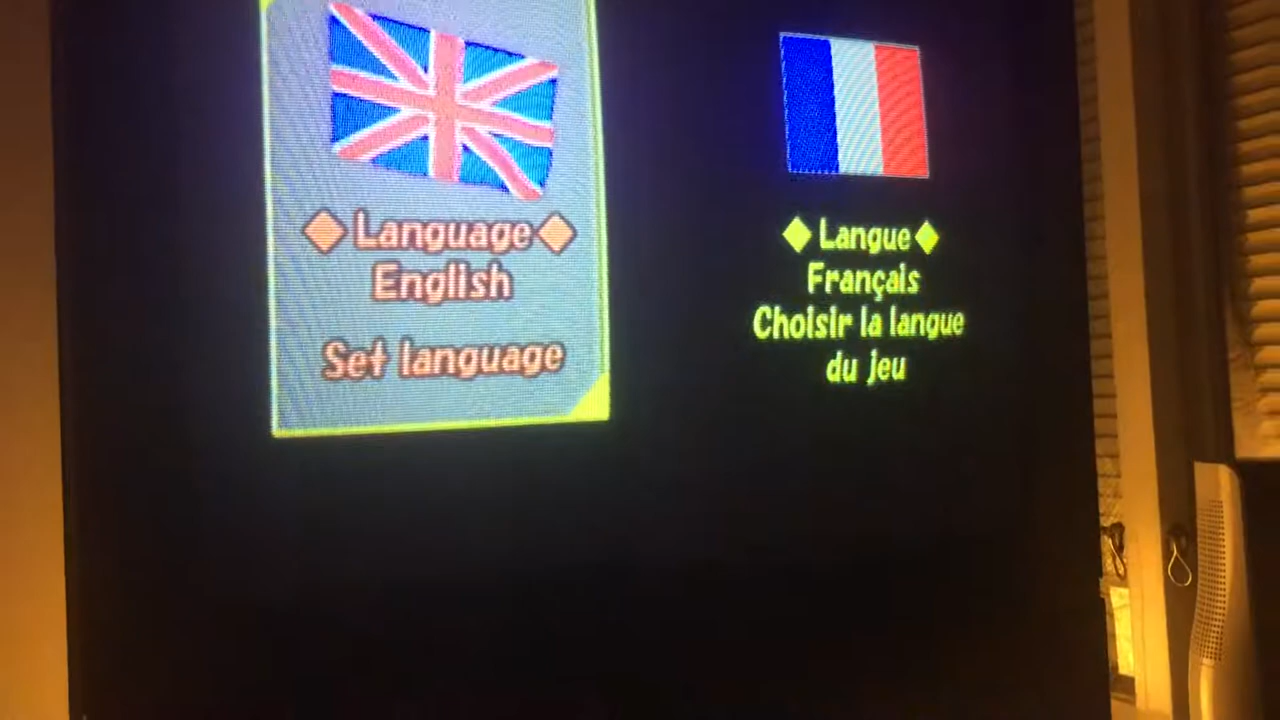 Language
English
Set language
Langue
Français
Choisir la langue
du jeu